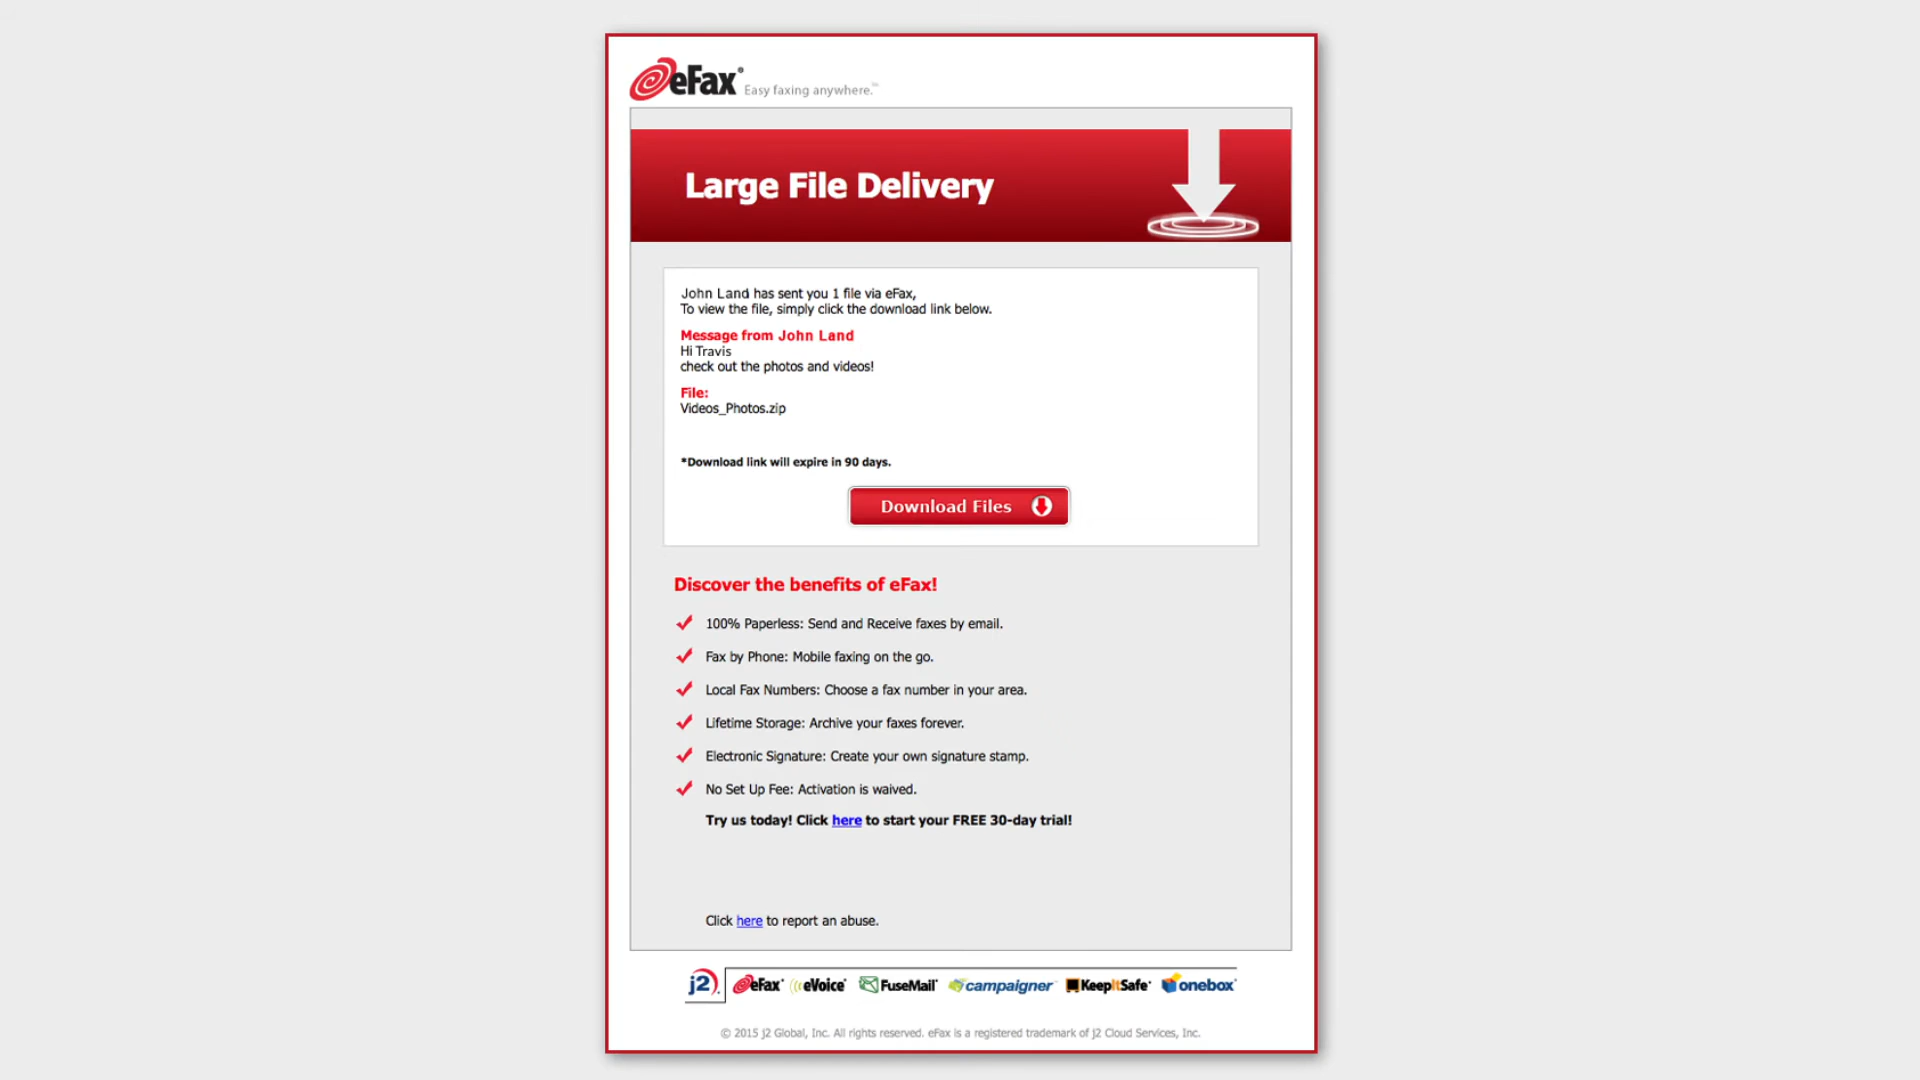 eFax® Easy faxing anywhere.™
Large File Delivery
John Land has sent you 1 file via eFax,
To view the file, simply click the download link below.
Message from John Land
Hi Travis
check out the photos and videos!
File:
Videos_Photos.zip
*Download link will expire in 90 days.
Download Files
Discover the benefits of eFax!
100% Paperless: Send and Receive faxes by email.
Fax by Phone: Mobile faxing on the go.
Local Fax Numbers: Choose a fax number in your area.
Lifetime Storage: Archive your faxes forever.
Electronic Signature: Create your own signature stamp.
No Set Up Fee: Activation is waived.
Try us today! Click here to start your FREE 30-day trial!
Click here to report an abuse.
j2 eFax® eVoice® FuseMail® campaigner KeepItSafe® onebox®
© 2015 j2 Global, Inc. All rights reserved. eFax is a registered trademark of j2 Cloud Services, Inc.